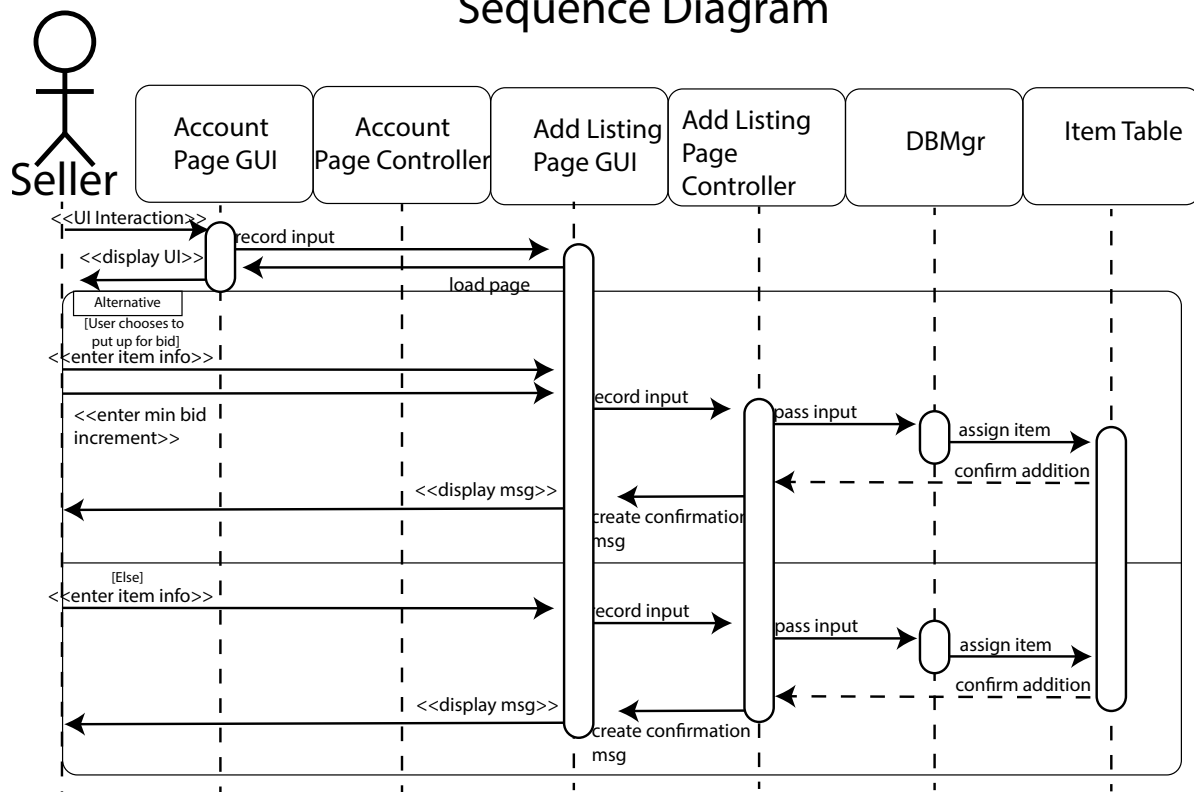 Sequence Diagram
Seller
Account
Page GUI
Account
Page Controller
Add Listing
Page GUI
Add Listing
Page
Controller
DBMgr
Item Table
<<UI Interaction>>
record input
<<display UI>>
load page
Alternative
[User chooses to
put up for bid]
<<enter item info>>
<<enter min bid
increment>>
record input
pass input
assign item
confirm addition
<<display msg>>
create confirmation
msg
[Else]
<<enter item info>>
record input
pass input
assign item
confirm addition
<<display msg>>
create confirmation
msg